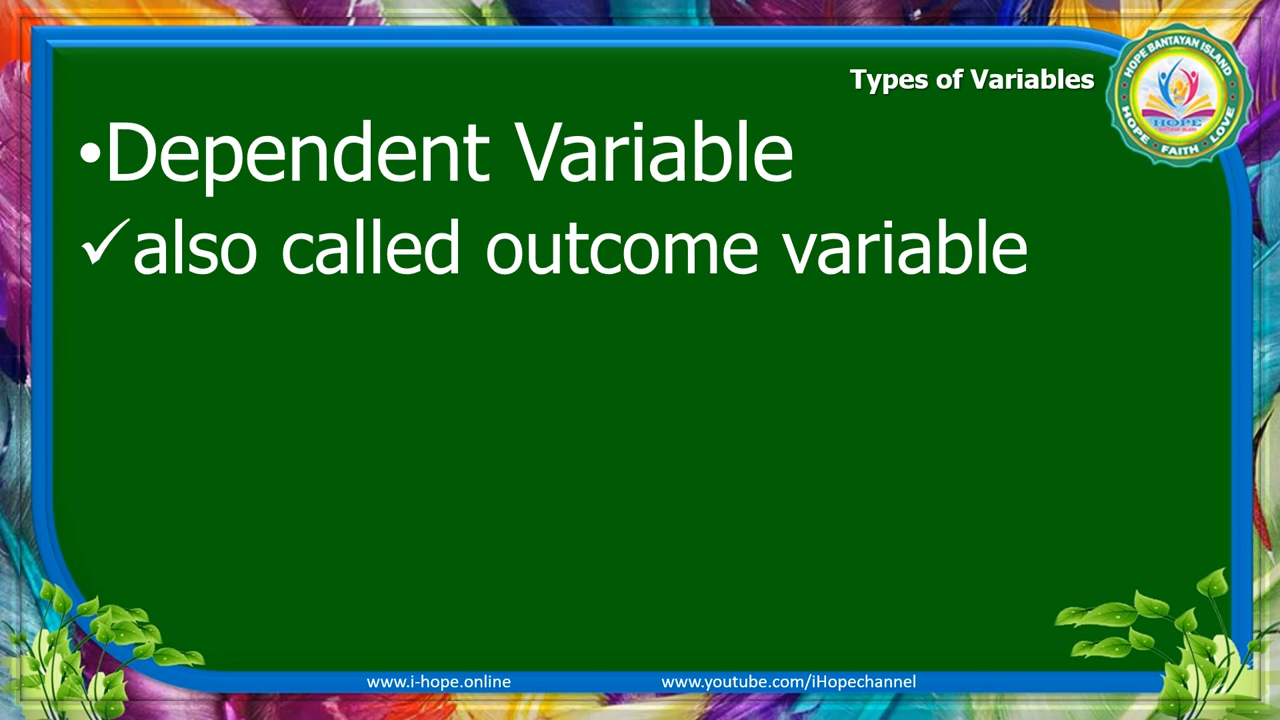 Types of Variables
HOPE BANTAYAN ISLAND
HOPE
HOPE • FAITH • LOVE
•Dependent Variable
✓also called outcome variable
www.i-hope.online
www.youtube.com/iHopechannel